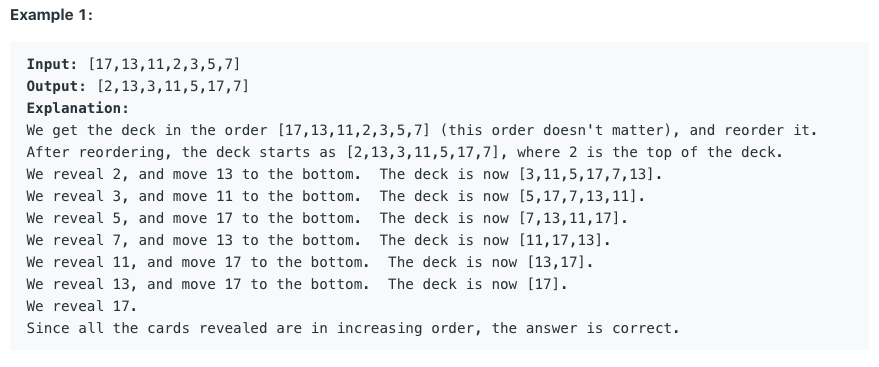 Example 1:
Input: [17,13,11,2,3,5,7]
Output: [2,13,3,11,5,17,7]
Explanation:
We get the deck in the order [17,13,11,2,3,5,7] (this order doesn't matter), and reorder it.
After reordering, the deck starts as [2,13,3,11,5,17,7], where 2 is the top of the deck.
We reveal 2, and move 13 to the bottom.  The deck is now [3,11,5,17,7,13].
We reveal 3, and move 11 to the bottom.  The deck is now [5,17,7,13,11].
We reveal 5, and move 17 to the bottom.  The deck is now [7,13,11,17].
We reveal 7, and move 13 to the bottom.  The deck is now [11,17,13].
We reveal 11, and move 17 to the bottom.  The deck is now [13,17].
We reveal 13, and move 17 to the bottom.  The deck is now [17].
We reveal 17.
Since all the cards revealed are in increasing order, the answer is correct.